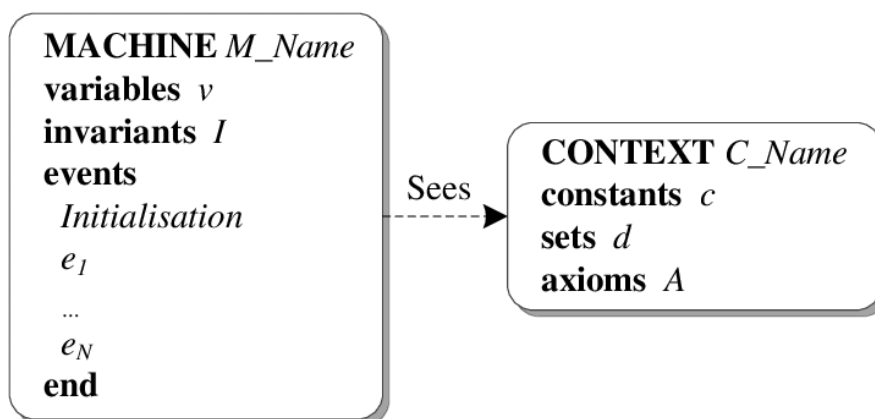 MACHINE M_Name
variables v
invariants I
events
Initialisation
e1
...
eN
end
Sees
CONTEXT C_Name
constants c
sets d
axioms A